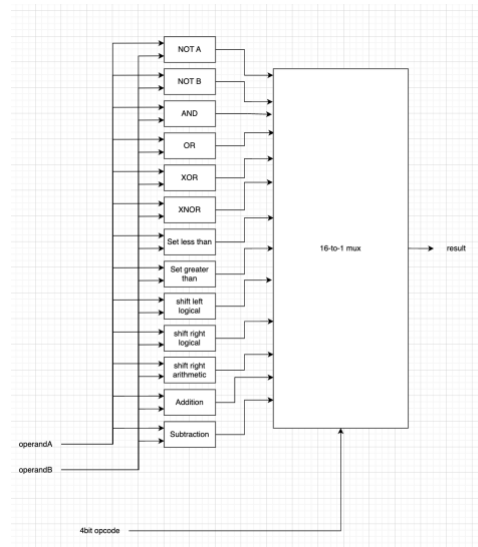 NOT A
NOT B
AND
OR
XOR
XNOR
Set less than
Set greater
than
shift left
logical
shift right
logical
shift right
arithmetic
Addition
Subtraction
16-to-1 mux
result
operandA
operandB
4bit opcode